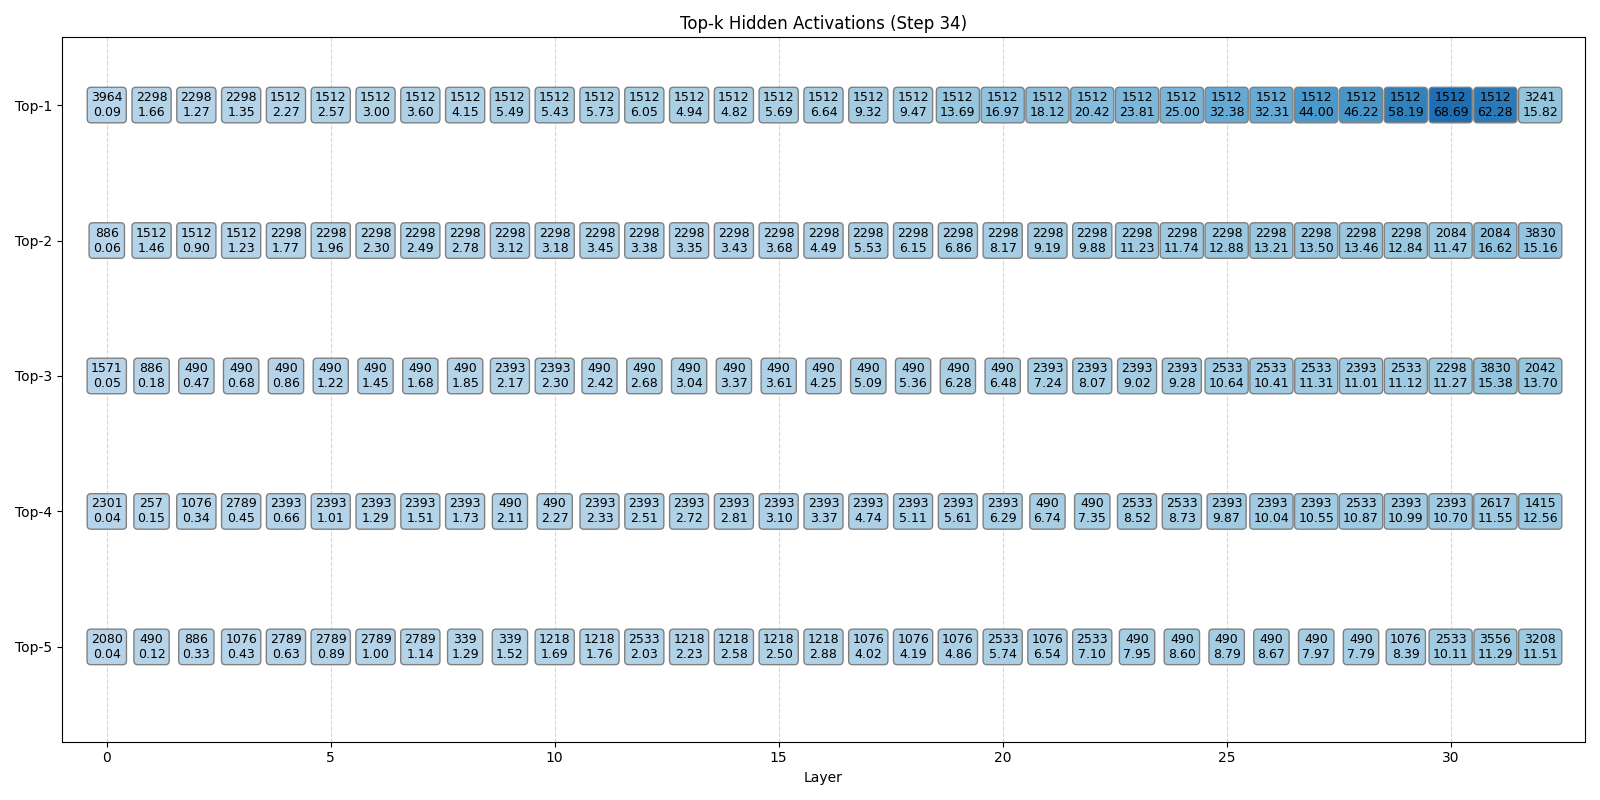 Top-k Hidden Activations (Step 34)
Top-1
3964 2298 2298 2298 1512 1512 1512 1512 1512 1512 1512 1512 1512 1512 1512 1512 1512 1512 1512 1512 1512 1512 1512 1512 1512 1512 1512 1512 1512 1512 1512 1512 3241
0.09 1.66 1.27 1.35 2.27 2.57 3.00 3.60 4.15 5.49 5.43 5.73 6.05 4.94 4.82 5.69 6.64 9.32 9.47 13.69 16.97 18.12 20.42 23.81 25.00 32.38 32.31 44.00 46.22 58.19 68.69 62.28 15.82
Top-2
886 1512 1512 1512 2298 2298 2298 2298 2298 2298 2298 2298 2298 2298 2298 2298 2298 2298 2298 2298 2298 2298 2298 2298 2298 2298 2298 2298 2298 2298 2084 2084 3830
0.06 1.46 0.90 1.23 1.77 1.96 2.30 2.49 2.78 3.12 3.18 3.45 3.38 3.35 3.43 3.68 4.49 5.53 6.15 6.86 8.17 9.19 9.88 11.23 11.74 12.88 13.21 13.50 13.46 12.84 11.47 16.62 15.16
Top-3
1571 886 490 490 490 490 490 490 490 2393 2393 490 490 490 490 490 490 490 490 490 490 2393 2393 2393 2393 2533 2533 2533 2393 2533 2298 3830 2042
0.05 0.18 0.47 0.68 0.86 1.22 1.45 1.68 1.85 2.17 2.30 2.42 2.68 3.04 3.37 3.61 4.25 5.09 5.36 6.28 6.48 7.24 8.07 9.02 9.28 10.64 10.41 11.31 11.01 11.12 11.27 15.38 13.70
Top-4
2301 257 1076 2789 2393 2393 2393 2393 2393 490 490 2393 2393 2393 2393 2393 2393 2393 2393 2393 2393 490 490 2533 2533 2393 2393 2393 2533 2393 2393 2617 1415
0.04 0.15 0.34 0.45 0.66 1.01 1.29 1.51 1.73 2.11 2.27 2.33 2.51 2.72 2.81 3.10 3.37 4.74 5.11 5.61 6.29 6.74 7.35 8.52 8.73 9.87 10.04 10.55 10.87 10.99 10.70 11.55 12.56
Top-5
2080 490 886 1076 2789 2789 2789 2789 339 339 1218 1218 2533 1218 1218 1218 1218 1076 1076 1076 2533 1076 2533 490 490 490 490 490 490 1076 2533 3556 3208
0.04 0.12 0.33 0.43 0.63 0.89 1.00 1.14 1.29 1.52 1.69 1.76 2.03 2.23 2.58 2.50 2.88 4.02 4.19 4.86 5.74 6.54 7.10 7.95 8.60 8.79 8.67 7.97 7.79 8.39 10.11 11.29 11.51
0 5 10 15 20 25 30
Layer